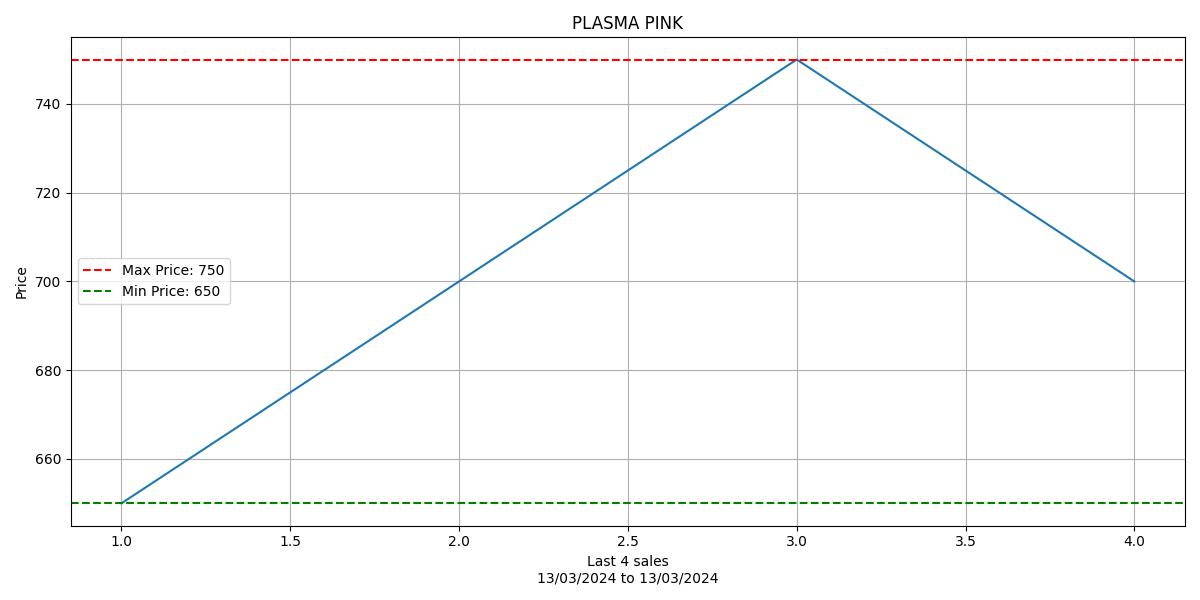 PLASMA PINK
740
720
700
680
660
Price
Max Price: 750
Min Price: 650
1.0 1.5 2.0 2.5 3.0 3.5 4.0
Last 4 sales
13/03/2024 to 13/03/2024